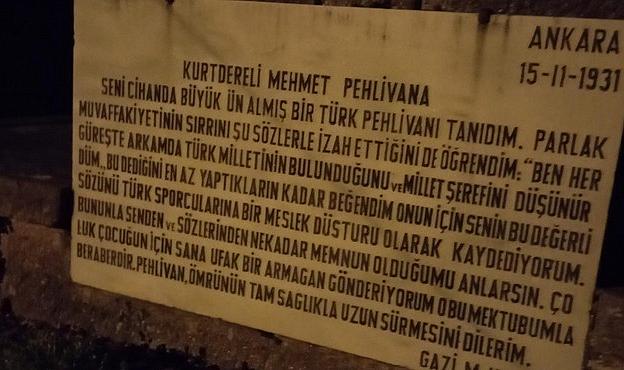 ANKARA
15-11-1931
KURTDERELİ MEHMET PEHLİVANA
SENİ CİHANDA BÜYÜK ÜN ALMIŞ BİR TÜRK PEHLİVANI TANIDIM. PARLAK
MUVAFFAKİYETİNİN SIRRINI ŞU SÖZLERLE İZAH ETTİĞİNİ DE ÖĞRENDİM: "BEN HER
GÜREŞTE ARKAMDA TÜRK MİLLETİNİN BULUNDUĞUNU ve MİLLET ŞEREFİNİ DÜŞÜNÜR
DÜM,, BU DEDİĞİNİ EN AZ YAPTIKLARIN KADAR BEĞENDİM ONUN İÇİN SENİN BU DEĞERLİ
SÖZÜNÜ TÜRK SPORCULARINA BİR MESLEK DÜSTURU OLARAK KAYDEDİYORUM.
BUNUNLA SENDEN ve SÖZLERİNDEN NEKADAR MEMNUN OLDUĞUMU ANLARSIN. ÇO
LUK ÇOCUĞUN İÇİN SANA UFAK BİR ARMAGAN GÖNDERİYORUM O BU MEKTUBUMLA
BERABERDİR. PEHLİVAN, ÖMRÜNÜN TAM SAGLIKLA UZUN SÜRMESİNİ DİLERİM.
GAZİ M.